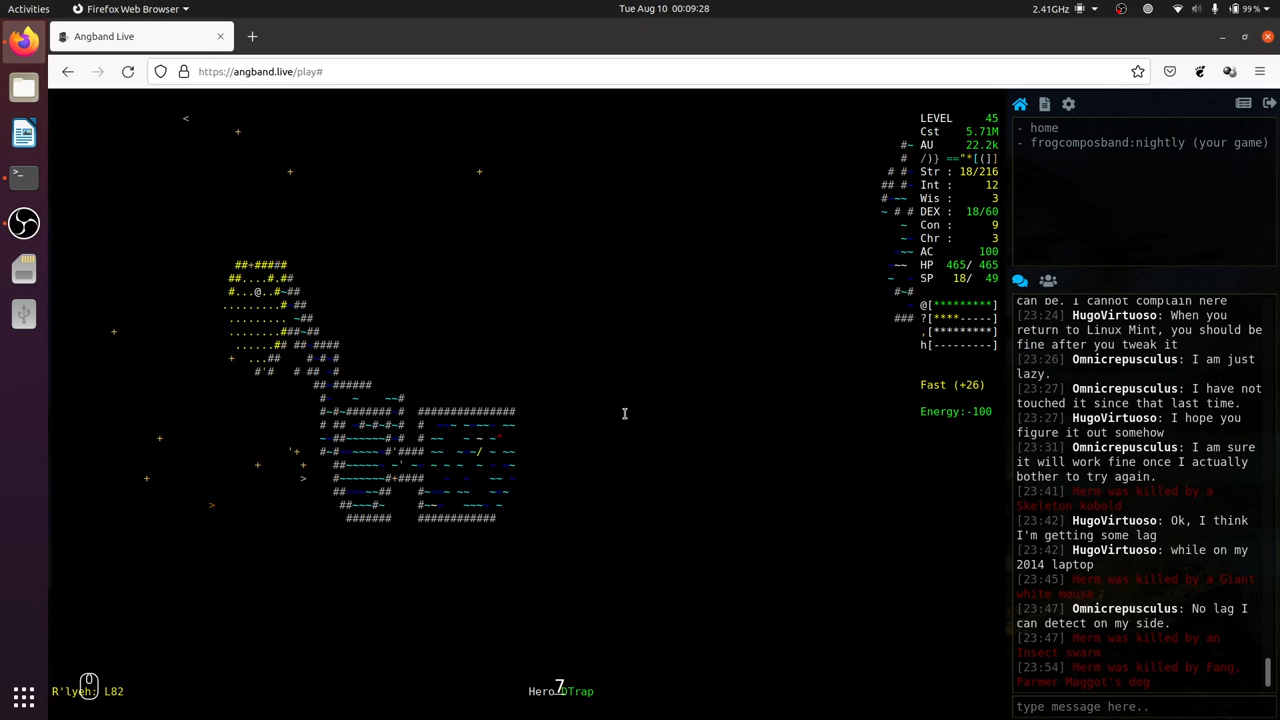 Activities
Firefox Web Browser
Tue Aug 10 00:09:28
2.41GHz
99 %
Angband Live
https://angband.live/play#
LEVEL 45
Cst 5.71M
AU 22.2k
/)} =="*[(]]
Str : 18/216
Int : 12
Wis : 3
DEX : 18/60
Con : 9
Chr : 3
AC 100
HP 465/ 465
SP 18/ 49
@[*********]
?[****-----]
,[*********]
h[---------]
Fast (+26)
Energy:-100
R'lyeh: L82
Hero DTrap
7
- home
- frogcomposband:nightly (your game)
can be. I cannot complain here
[23:24] HugoVirtuoso: When you
return to Linux Mint, you should be
fine after you tweak it
[23:26] Omnicrepusculus: I am just
lazy.
[23:27] Omnicrepusculus: I have not
touched it since that last time.
[23:27] HugoVirtuoso: I hope you
figure it out somehow
[23:31] Omnicrepusculus: I am sure
it will work fine once I actually
bother to try again.
[23:41] Herm was killed by a
Skeleton kobold
[23:42] HugoVirtuoso: Ok, I think
I'm getting some lag
[23:42] HugoVirtuoso: while on my
2014 laptop
[23:45] Herm was killed by a Giant
white mouse
[23:47] Omnicrepusculus: No lag I
can detect on my side.
[23:47] Herm was killed by an
Insect swarm
[23:54] Herm was killed by Fang,
Farmer Maggot's dog
type message here..